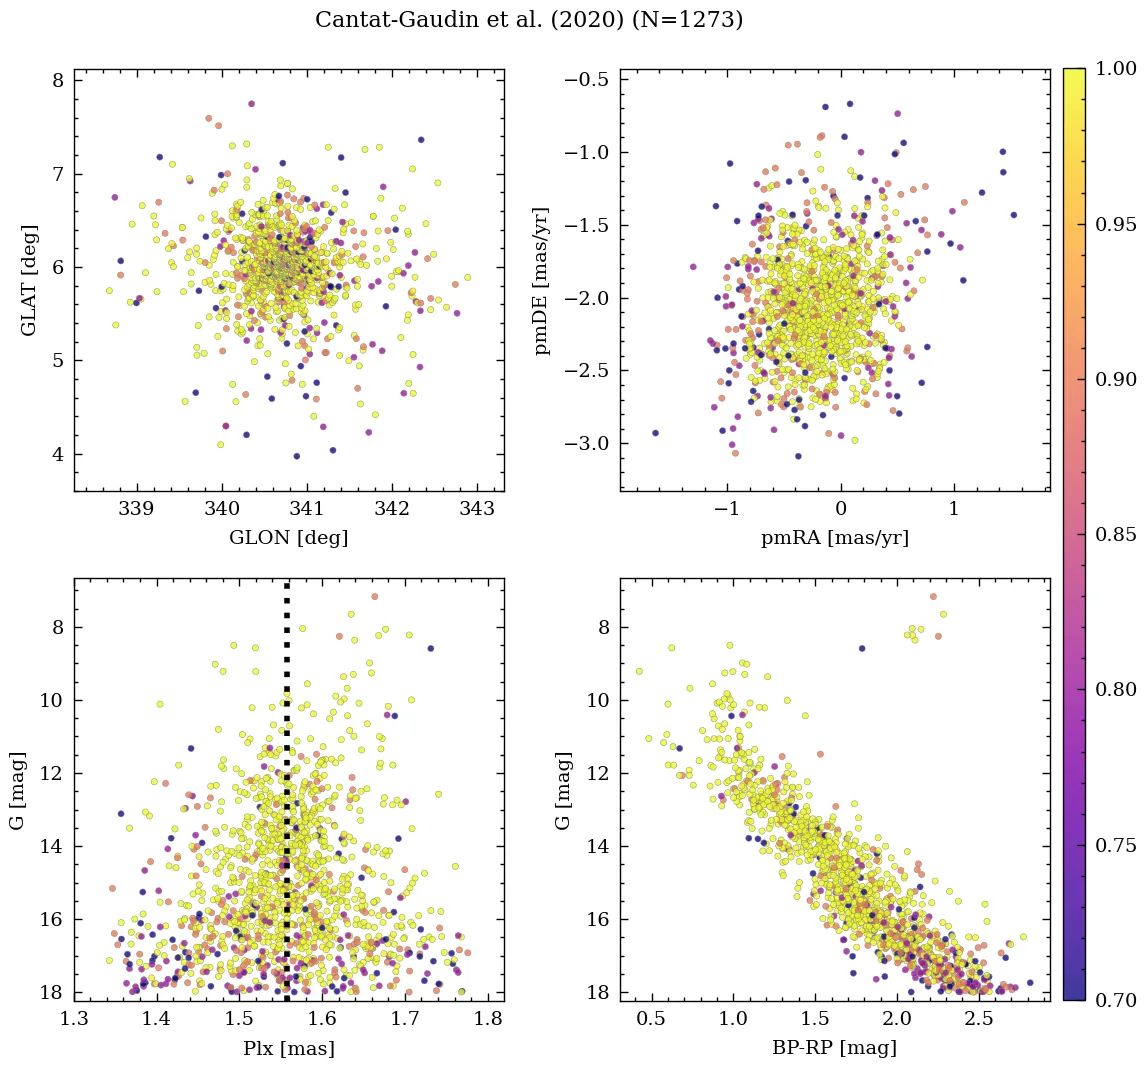 Cantat-Gaudin et al. (2020) (N=1273)
8
7
6
5
4
GLAT [deg]
339 340 341 342 343
GLON [deg]
−0.5
−1.0
−1.5
−2.0
−2.5
−3.0
pmDE [mas/yr]
−1 0 1
pmRA [mas/yr]
8
10
12
14
16
18
G [mag]
1.3 1.4 1.5 1.6 1.7 1.8
Plx [mas]
8
10
12
14
16
18
G [mag]
0.5 1.0 1.5 2.0 2.5
BP-RP [mag]
1.00
0.95
0.90
0.85
0.80
0.75
0.70